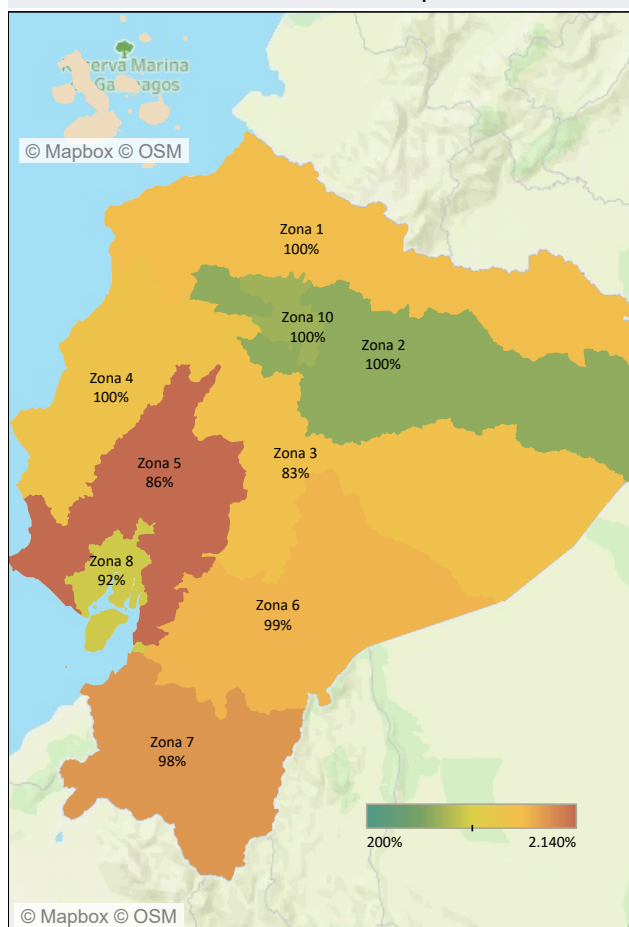 © Mapbox © OSM
Zona 1
100%
Zona 10
100%
Zona 2
100%
Zona 4
100%
Zona 3
83%
Zona 5
86%
Zona 8
92%
Zona 6
99%
Zona 7
98%
200%
2.140%
© Mapbox © OSM